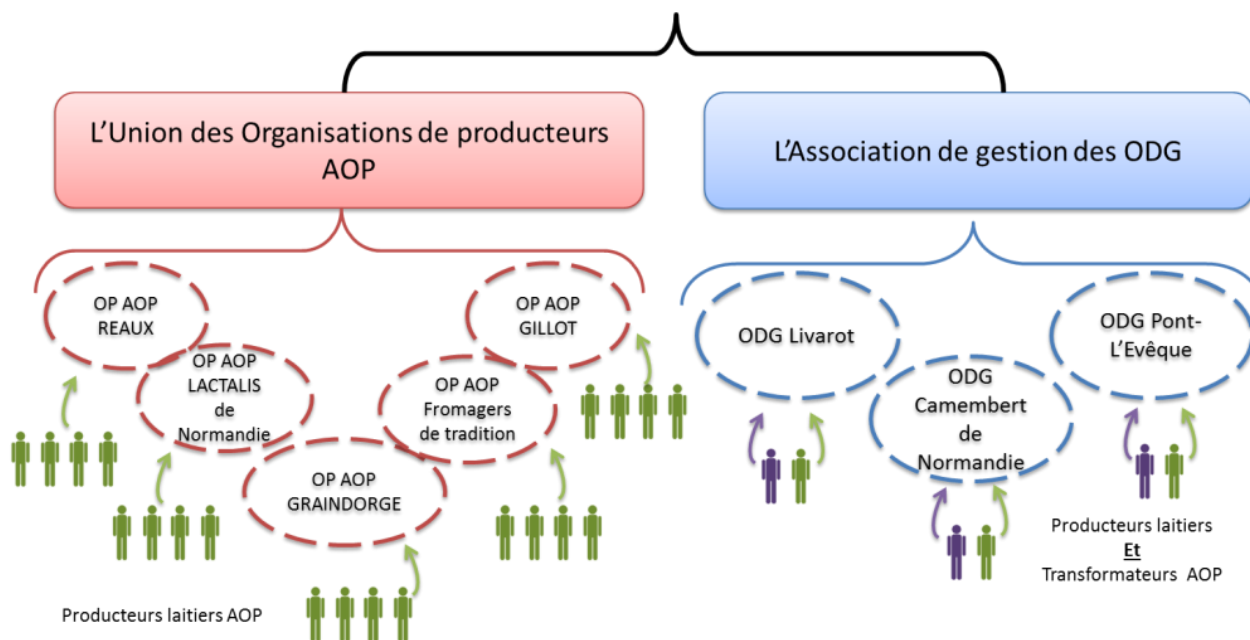 L'Union des Organisations de producteurs
AOP
L'Association de gestion des ODG
OP AOP
REAUX
OP AOP
LACTALIS
de
Normandie
OP AOP
GRAINDORGE
OP AOP
Fromagers
de tradition
OP AOP
GILLOT
Producteurs laitiers AOP
ODG Livarot
ODG
Camembert
de
Normandie
ODG Pont-
L'Evêque
Producteurs laitiers
Et
Transformateurs AOP